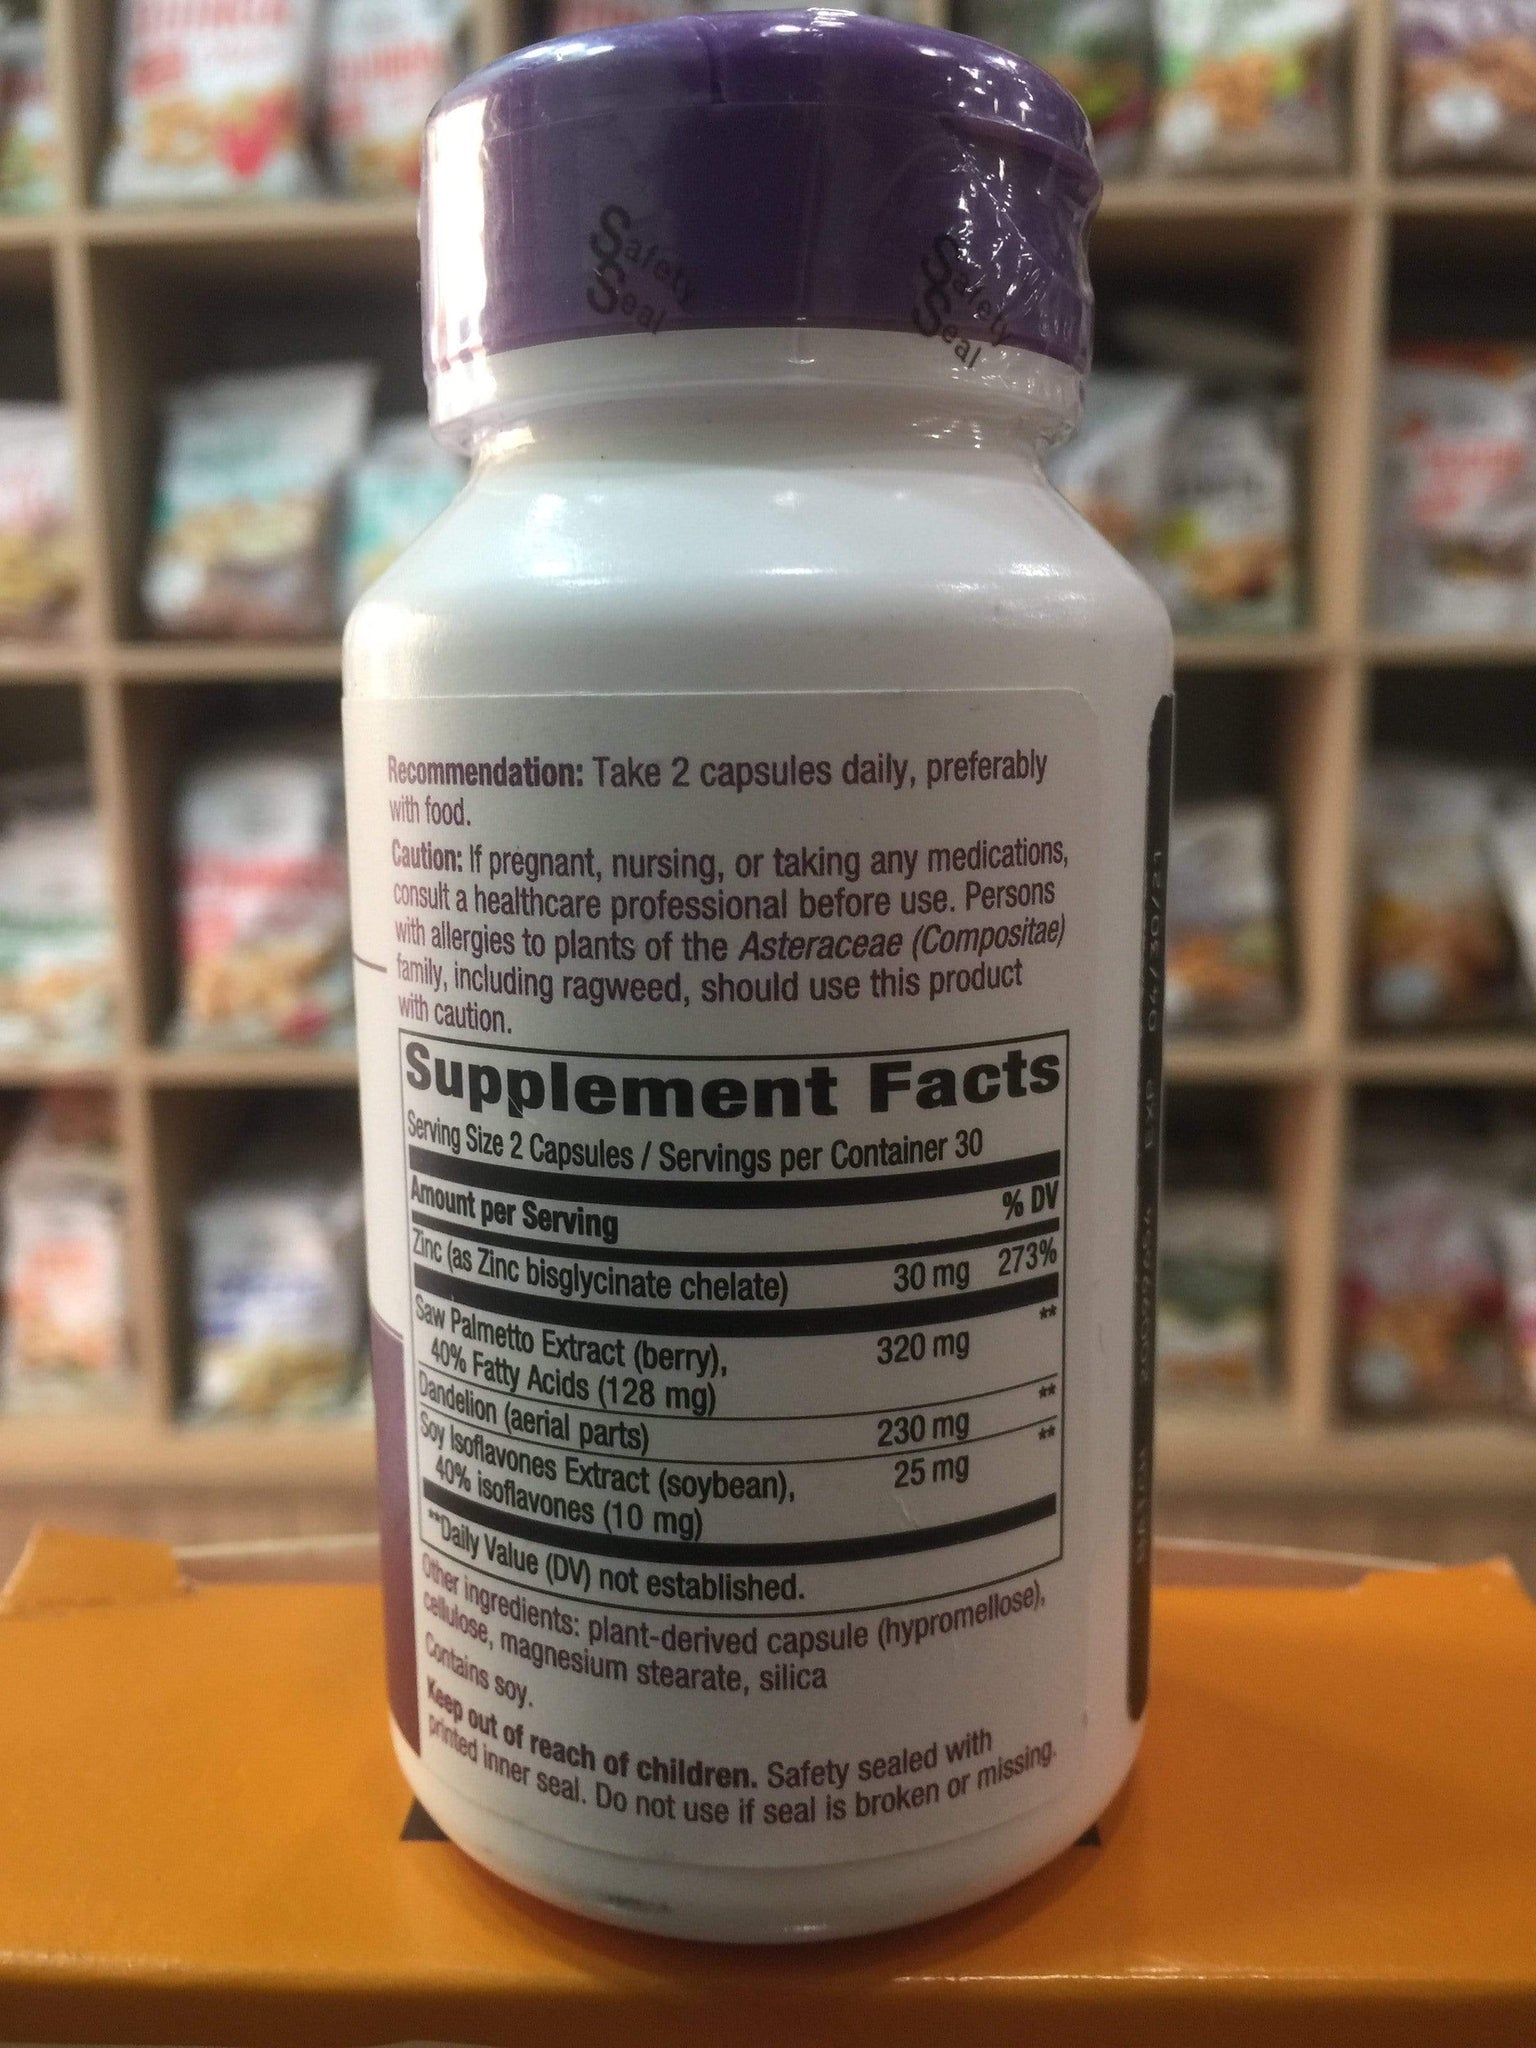 Safety
Seal
Safety
Seal
Recommendation: Take 2 capsules daily, preferably
with food.
Caution: If pregnant, nursing, or taking any medications,
consult a healthcare professional before use. Persons
with allergies to plants of the Asteraceae (Compositae)
family, including ragweed, should use this product
with caution.
Supplement Facts
Serving Size 2 Capsules / Servings per Container 30
Amount per Serving % DV
Zinc (as Zinc bisglycinate chelate) 30 mg 273%
Saw Palmetto Extract (berry), 320 mg **
40% Fatty Acids (128 mg)
Dandelion (aerial parts) 230 mg **
Soy Isoflavones Extract (soybean), 25 mg **
40% isoflavones (10 mg)
**Daily Value (DV) not established.
Other ingredients: plant-derived capsule (hypromellose),
cellulose, magnesium stearate, silica
Contains soy.
Keep out of reach of children. Safety sealed with
printed inner seal. Do not use if seal is broken or missing.
EXP 04/30/21